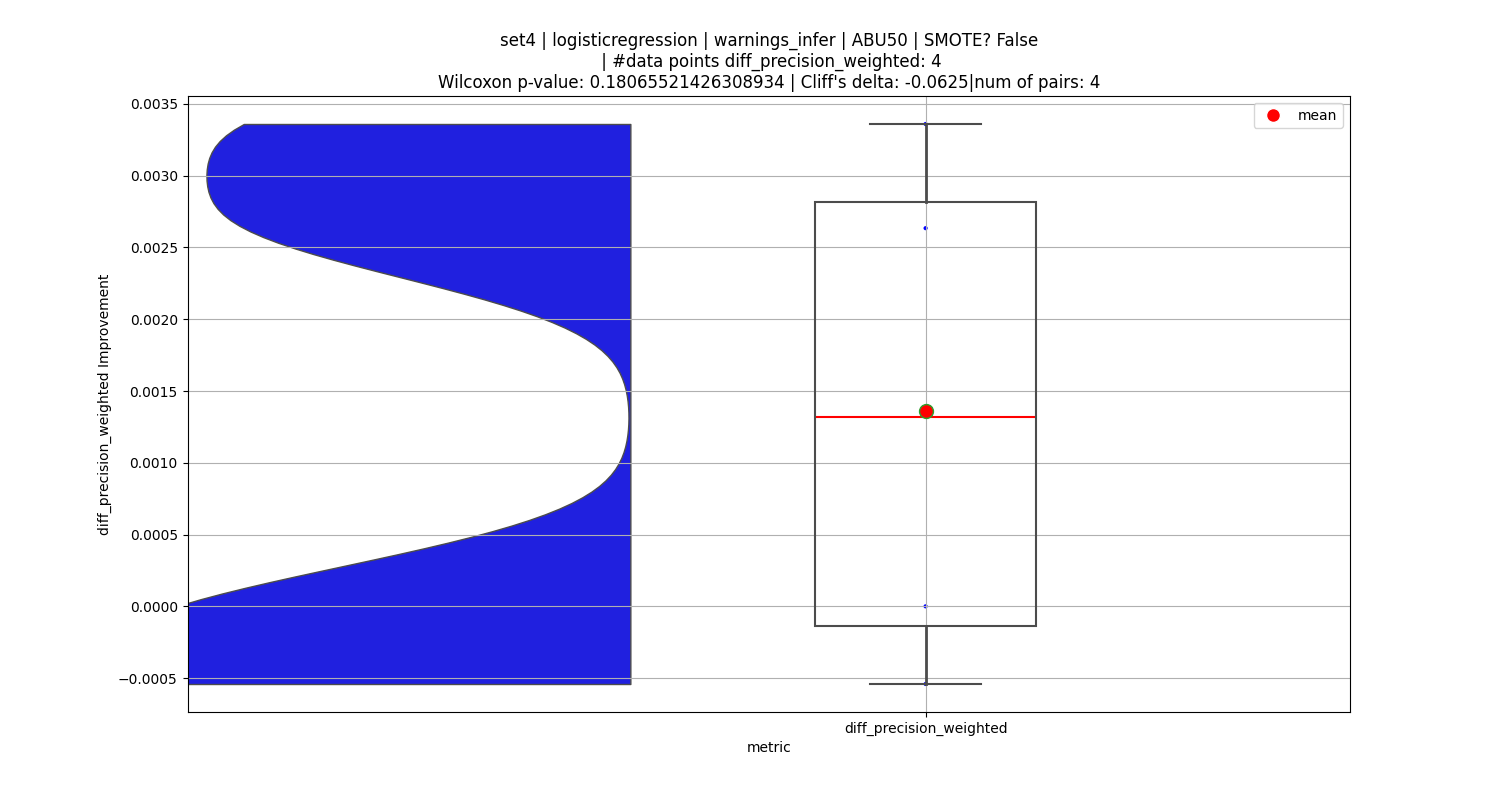 set4 | logisticregression | warnings_infer | ABU50 | SMOTE? False
| #data points diff_precision_weighted: 4
Wilcoxon p-value: 0.18065521426308934 | Cliff's delta: -0.0625|num of pairs: 4
mean
0.0035
0.0030
0.0025
0.0020
0.0015
0.0010
0.0005
0.0000
−0.0005
diff_precision_weighted Improvement
diff_precision_weighted
metric